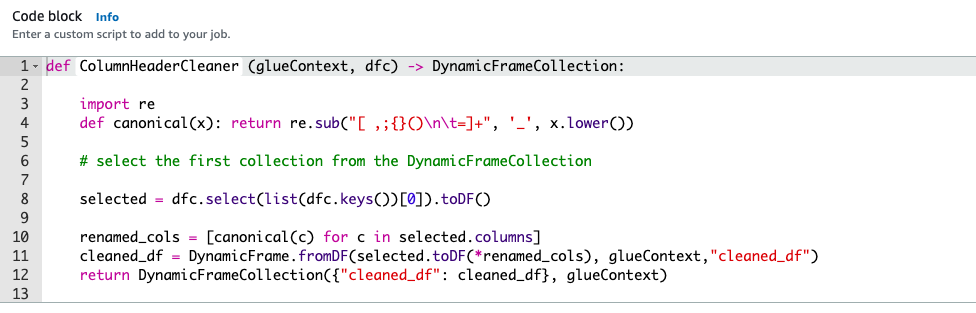 Code block Info
Enter a custom script to add to your job.
1 def ColumnHeaderCleaner (glueContext, dfc) -> DynamicFrameCollection:
2
3     import re
4     def canonical(x): return re.sub("[ ,;{}()\n\t=]+", '_', x.lower())
5
6     # select the first collection from the DynamicFrameCollection
7
8     selected = dfc.select(list(dfc.keys())[0]).toDF()
9
10     renamed_cols = [canonical(c) for c in selected.columns]
11     cleaned_df = DynamicFrame.fromDF(selected.toDF(*renamed_cols), glueContext,"cleaned_df")
12     return DynamicFrameCollection({"cleaned_df": cleaned_df}, glueContext)
13